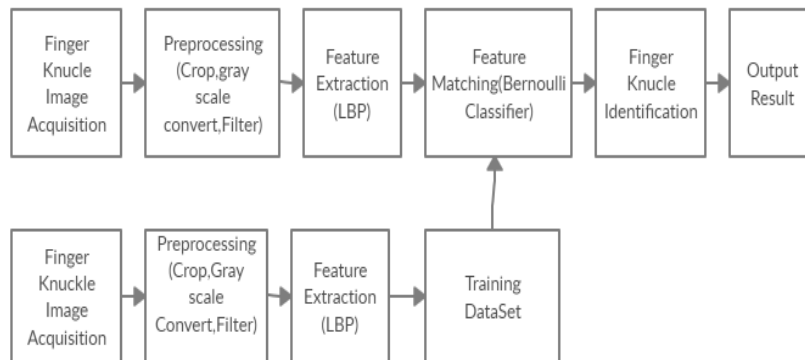 Finger
Knucle
Image
Acquisition
Preprocessing
(Crop,gray
scale
convert,Filter)
Feature
Extraction
(LBP)
Feature
Matching(Bernoulli
Classifier)
Finger
Knucle
Identification
Output
Result
Finger
Knuckle
Image
Acquisition
Preprocessing
(Crop,Gray
scale
Convert,Filter)
Feature
Extraction
(LBP)
Training
DataSet